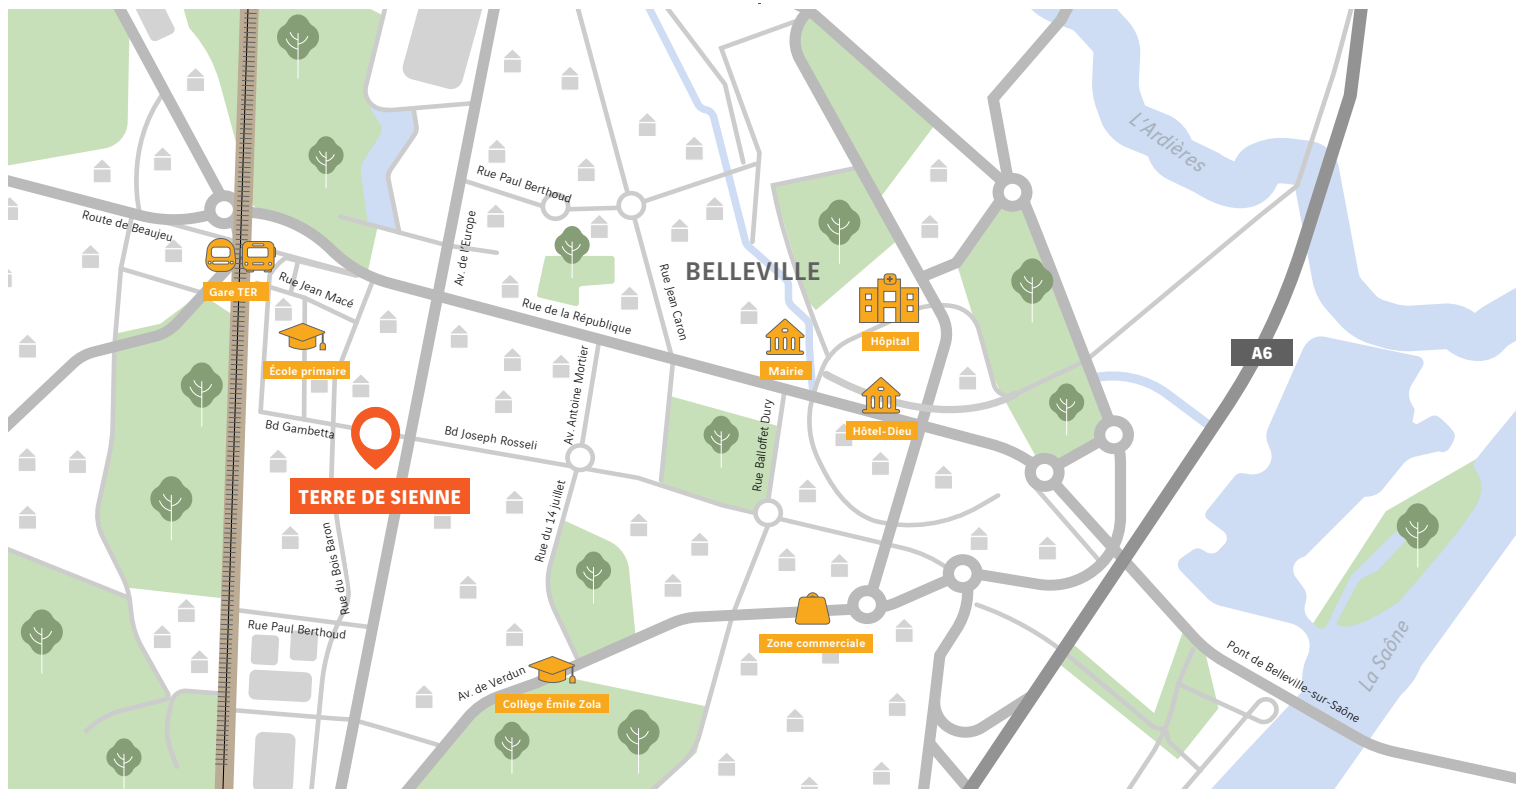 L'Ardières
Rue Paul Berthoud
Route de Beaujeu
Av. de l'Europe
BELLEVILLE
Gare TER
Rue Jean Macé
Rue Jean Caron
Rue de la République
Hôpital
A6
École primaire
Mairie
Av. Antoine Mortier
Rue Balloffet Dury
Hôtel-Dieu
Bd Gambetta
Bd Joseph Rosseli
TERRE DE SIENNE
Rue du 14 juillet
Rue du Bois Baron
Rue Paul Berthoud
Zone commerciale
La Saône
Pont de Belleville-sur-Saône
Av. de Verdun
Collège Émile Zola